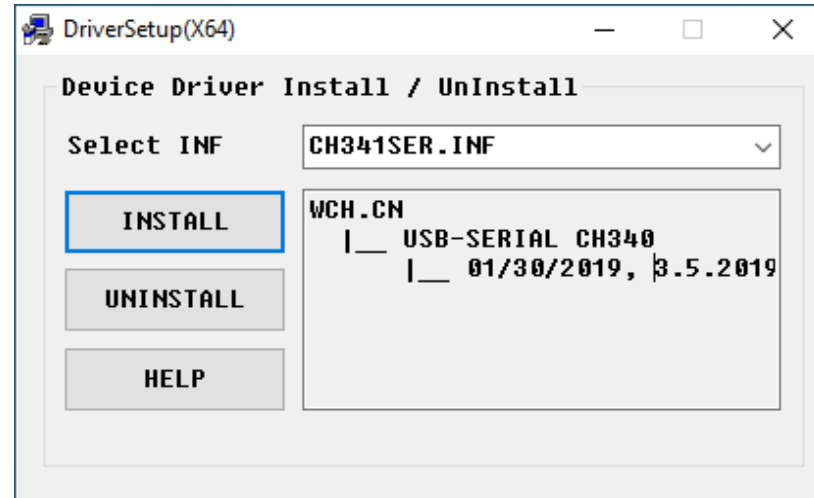 DriverSetup(X64)
Device Driver Install / UnInstall
Select INF
CH341SER.INF
INSTALL
UNINSTALL
HELP
WCH.CN
|__ USB-SERIAL CH340
|__ 01/30/2019, 3.5.2019